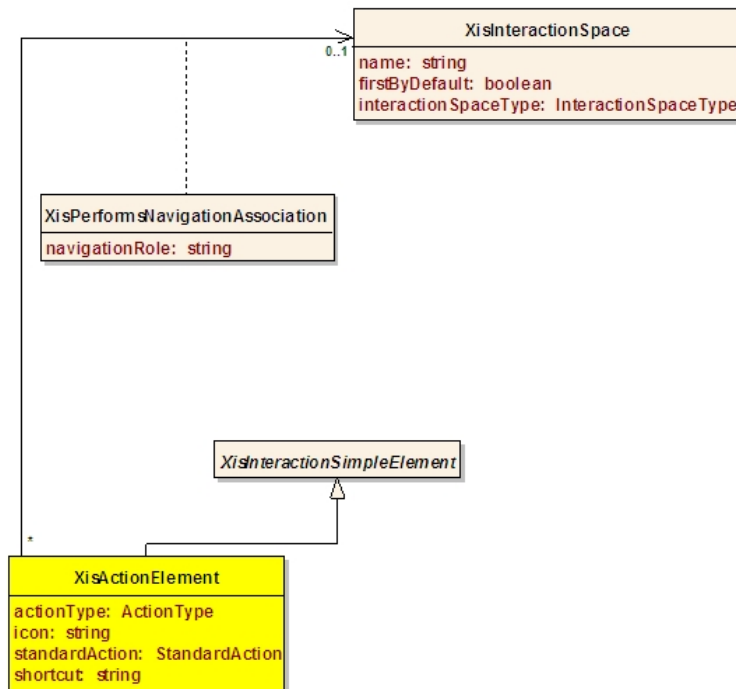 XisInteractionSpace
0..1
name: string
firstByDefault: boolean
interactionSpaceType: InteractionSpaceType
XisPerformsNavigationAssociation
navigationRole: string
XisInteractionSimpleElement
*
XisActionElement
actionType: ActionType
icon: string
standardAction: StandardAction
shortcut: string